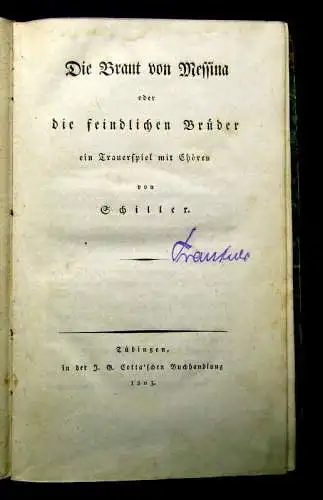 Die Braut von Messina
oder
die feindlichen Brüder
ein Trauerspiel mit Chören
von
Schiller.
Tübingen,
in der J. G. Cotta'schen Buchhandlung
1803.